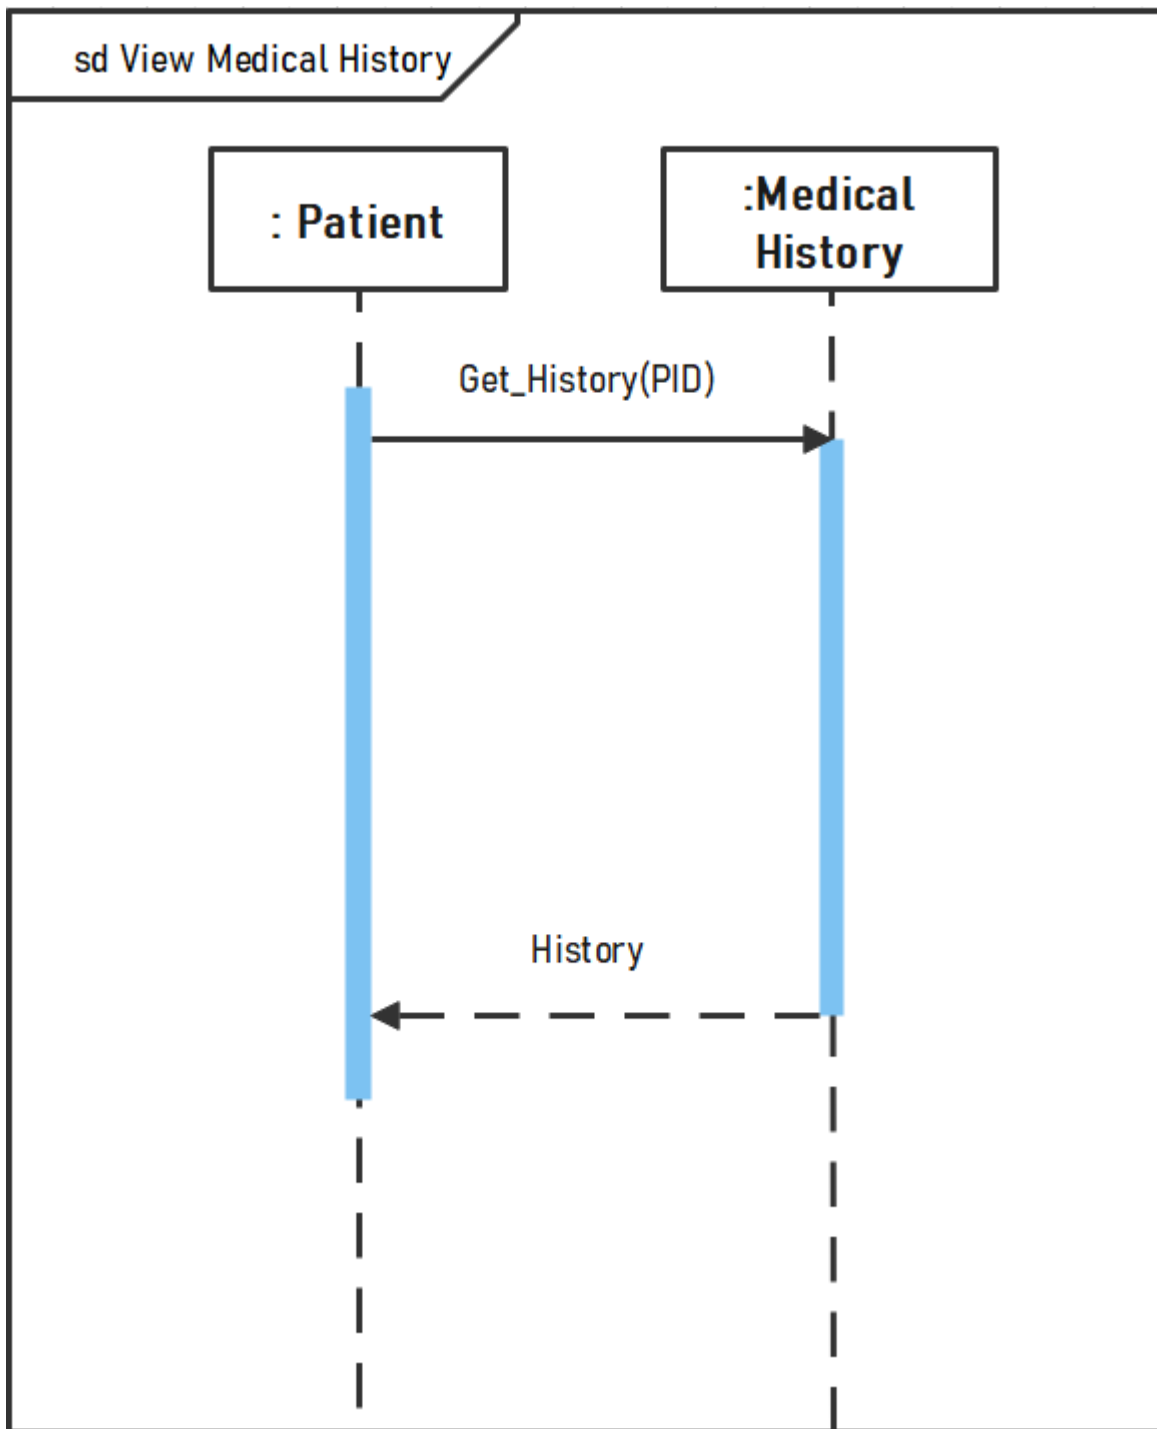 sd View Medical History
: Patient
:Medical
History
Get_History(PID)
History